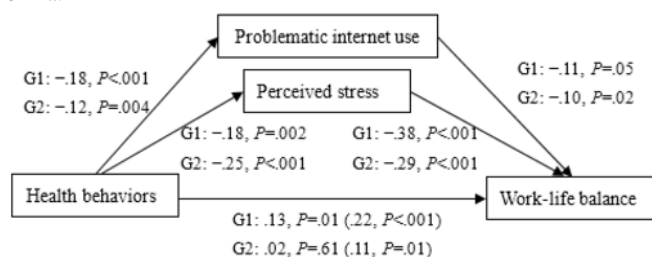 Problematic internet use
G1: −.18, P<.001
G2: −.12, P=.004
G1: −.11, P=.05
G2: −.10, P=.02
Perceived stress
G1: −.18, P=.002
G2: −.25, P<.001
G1: −.38, P<.001
G2: −.29, P<.001
Health behaviors
Work-life balance
G1: .13, P=.01 (.22, P<.001)
G2: .02, P=.61 (.11, P=.01)